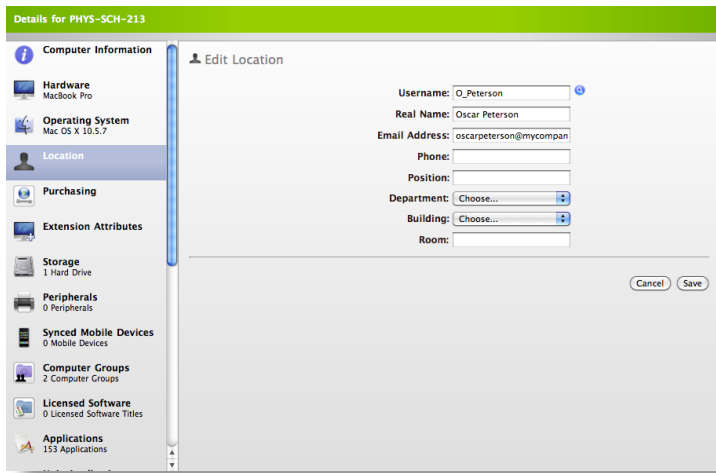 Details for PHYS-SCH-213
Computer Information
Hardware
MacBook Pro
Operating System
Mac OS X 10.5.7
Location
Purchasing
Extension Attributes
Storage
1 Hard Drive
Peripherals
0 Peripherals
Synced Mobile Devices
0 Mobile Devices
Computer Groups
2 Computer Groups
Licensed Software
0 Licensed Software Titles
Applications
153 Applications
Edit Location
Username: O_Peterson
Real Name: Oscar Peterson
Email Address: oscarpeterson@mycompan
Phone:
Position:
Department: Choose...
Building: Choose...
Room:
Cancel Save